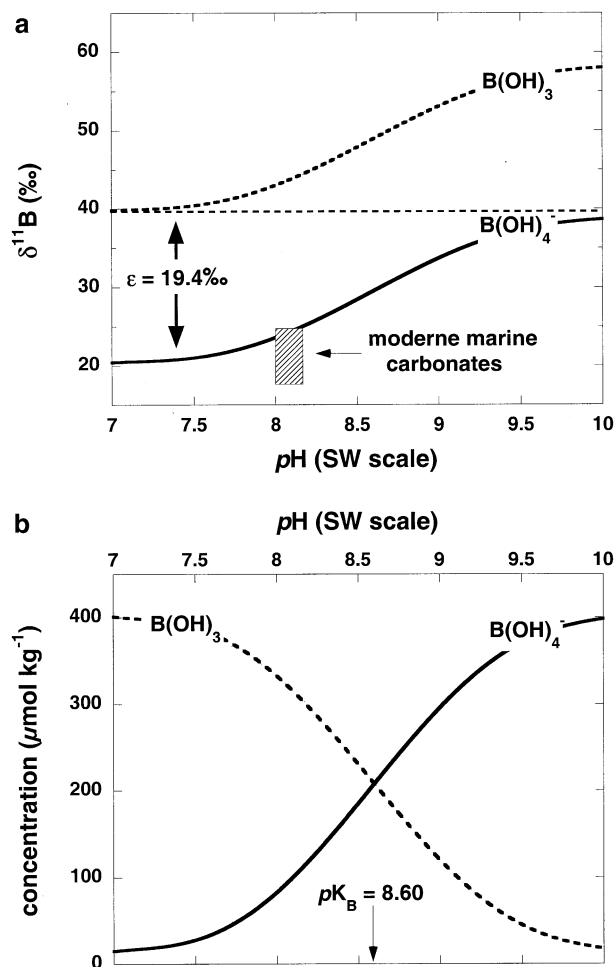 a
60
50
40
30
20
δ¹¹B (‰)
B(OH)₃
B(OH)₄⁻
ε = 19.4‰
moderne marine
carbonates
7
7.5
8
8.5
9
9.5
10
pH (SW scale)
b
pH (SW scale)
7
7.5
8
8.5
9
9.5
10
400
300
200
100
0
concentration (µmol kg⁻¹)
B(OH)₃
B(OH)₄⁻
pK_B = 8.60